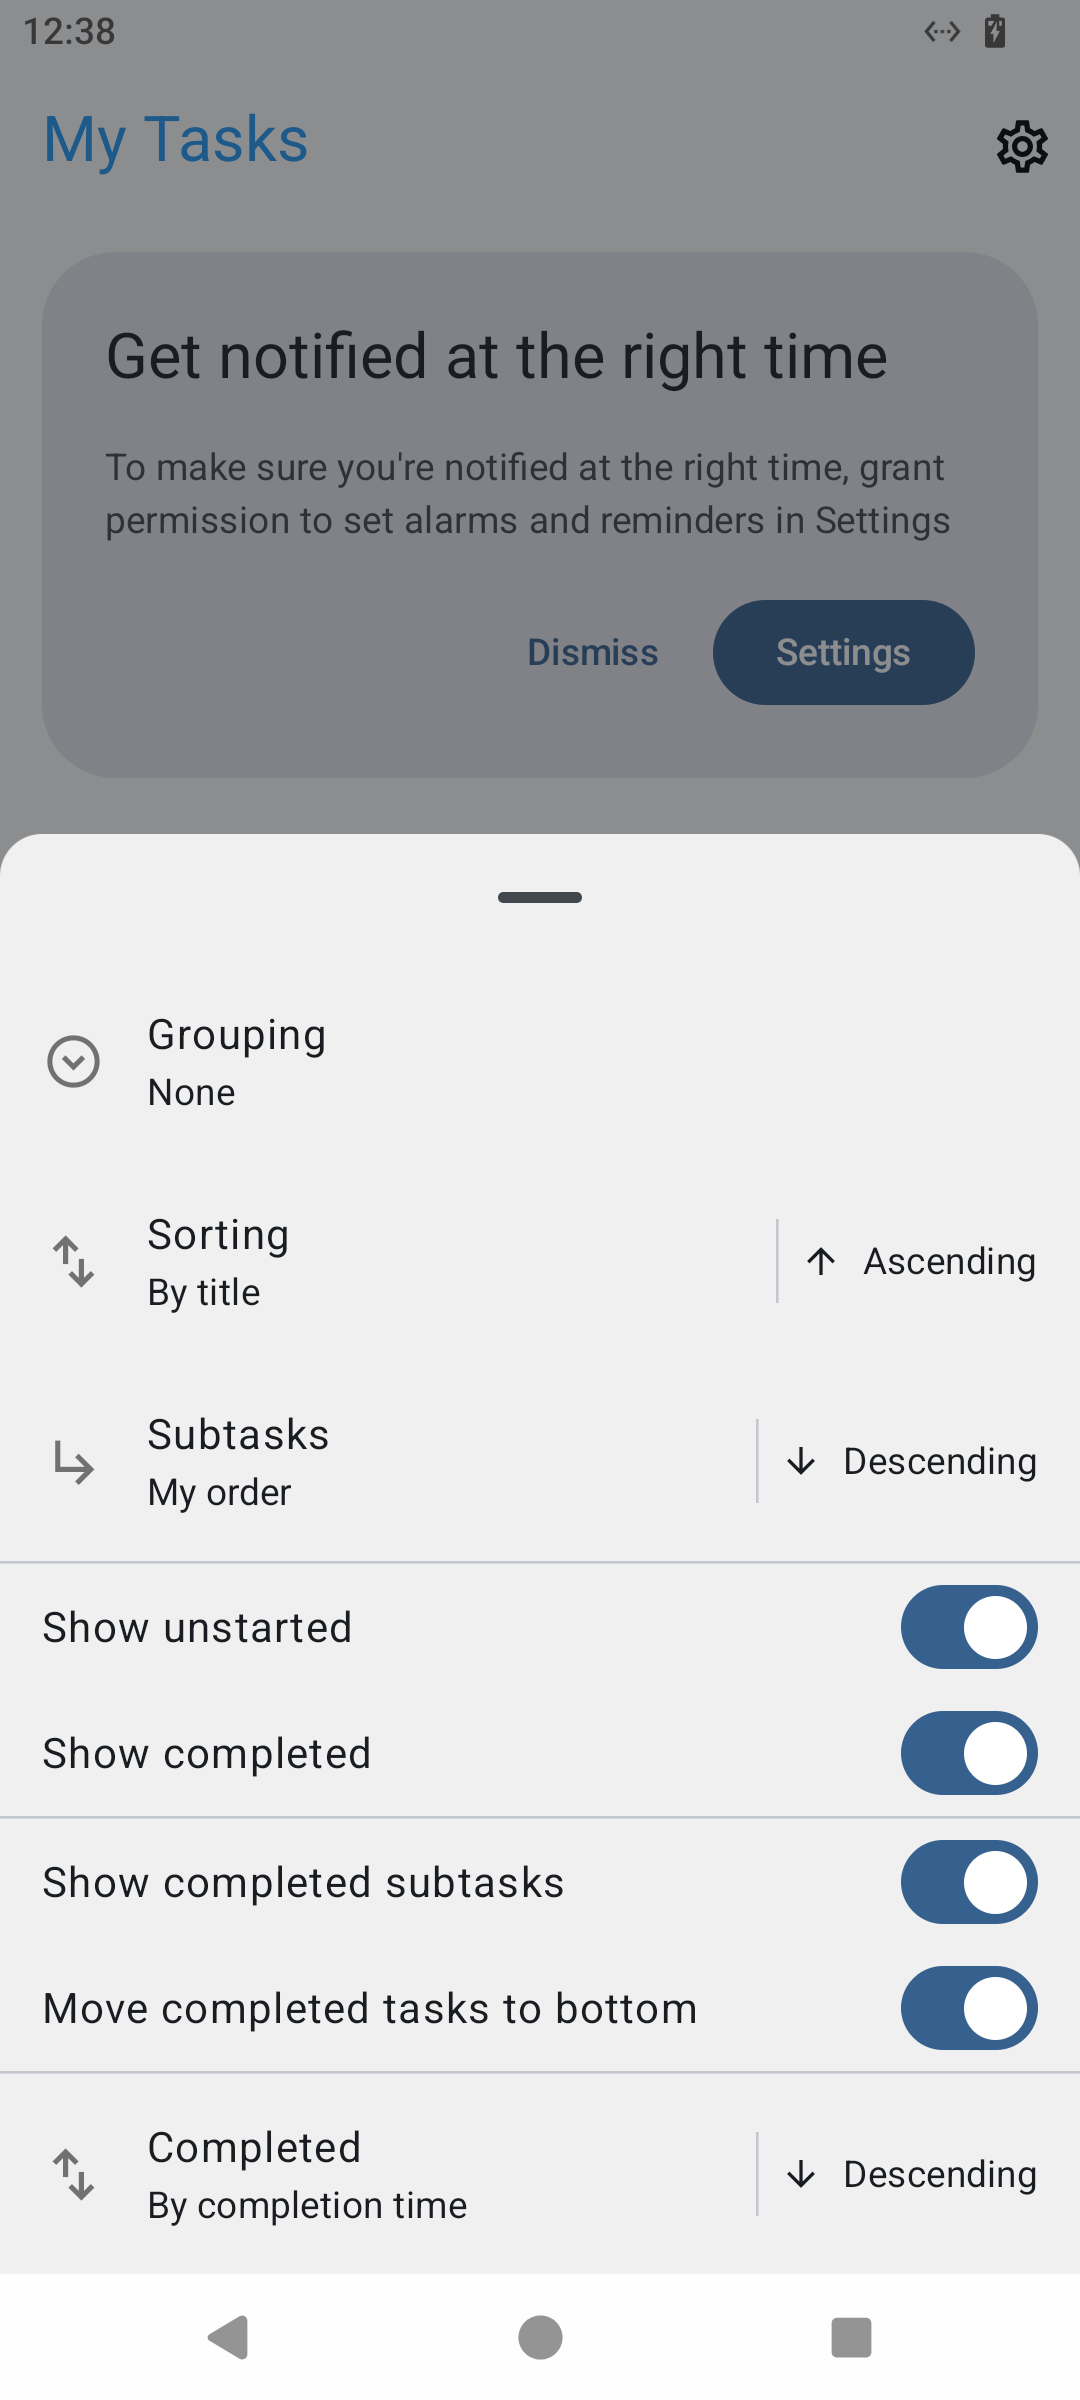 12:38
My Tasks
Get notified at the right time
To make sure you're notified at the right time, grant
permission to set alarms and reminders in Settings
Dismiss
Settings
Grouping
None
Sorting
By title
Ascending
Subtasks
My order
Descending
Show unstarted
Show completed
Show completed subtasks
Move completed tasks to bottom
Completed
By completion time
Descending